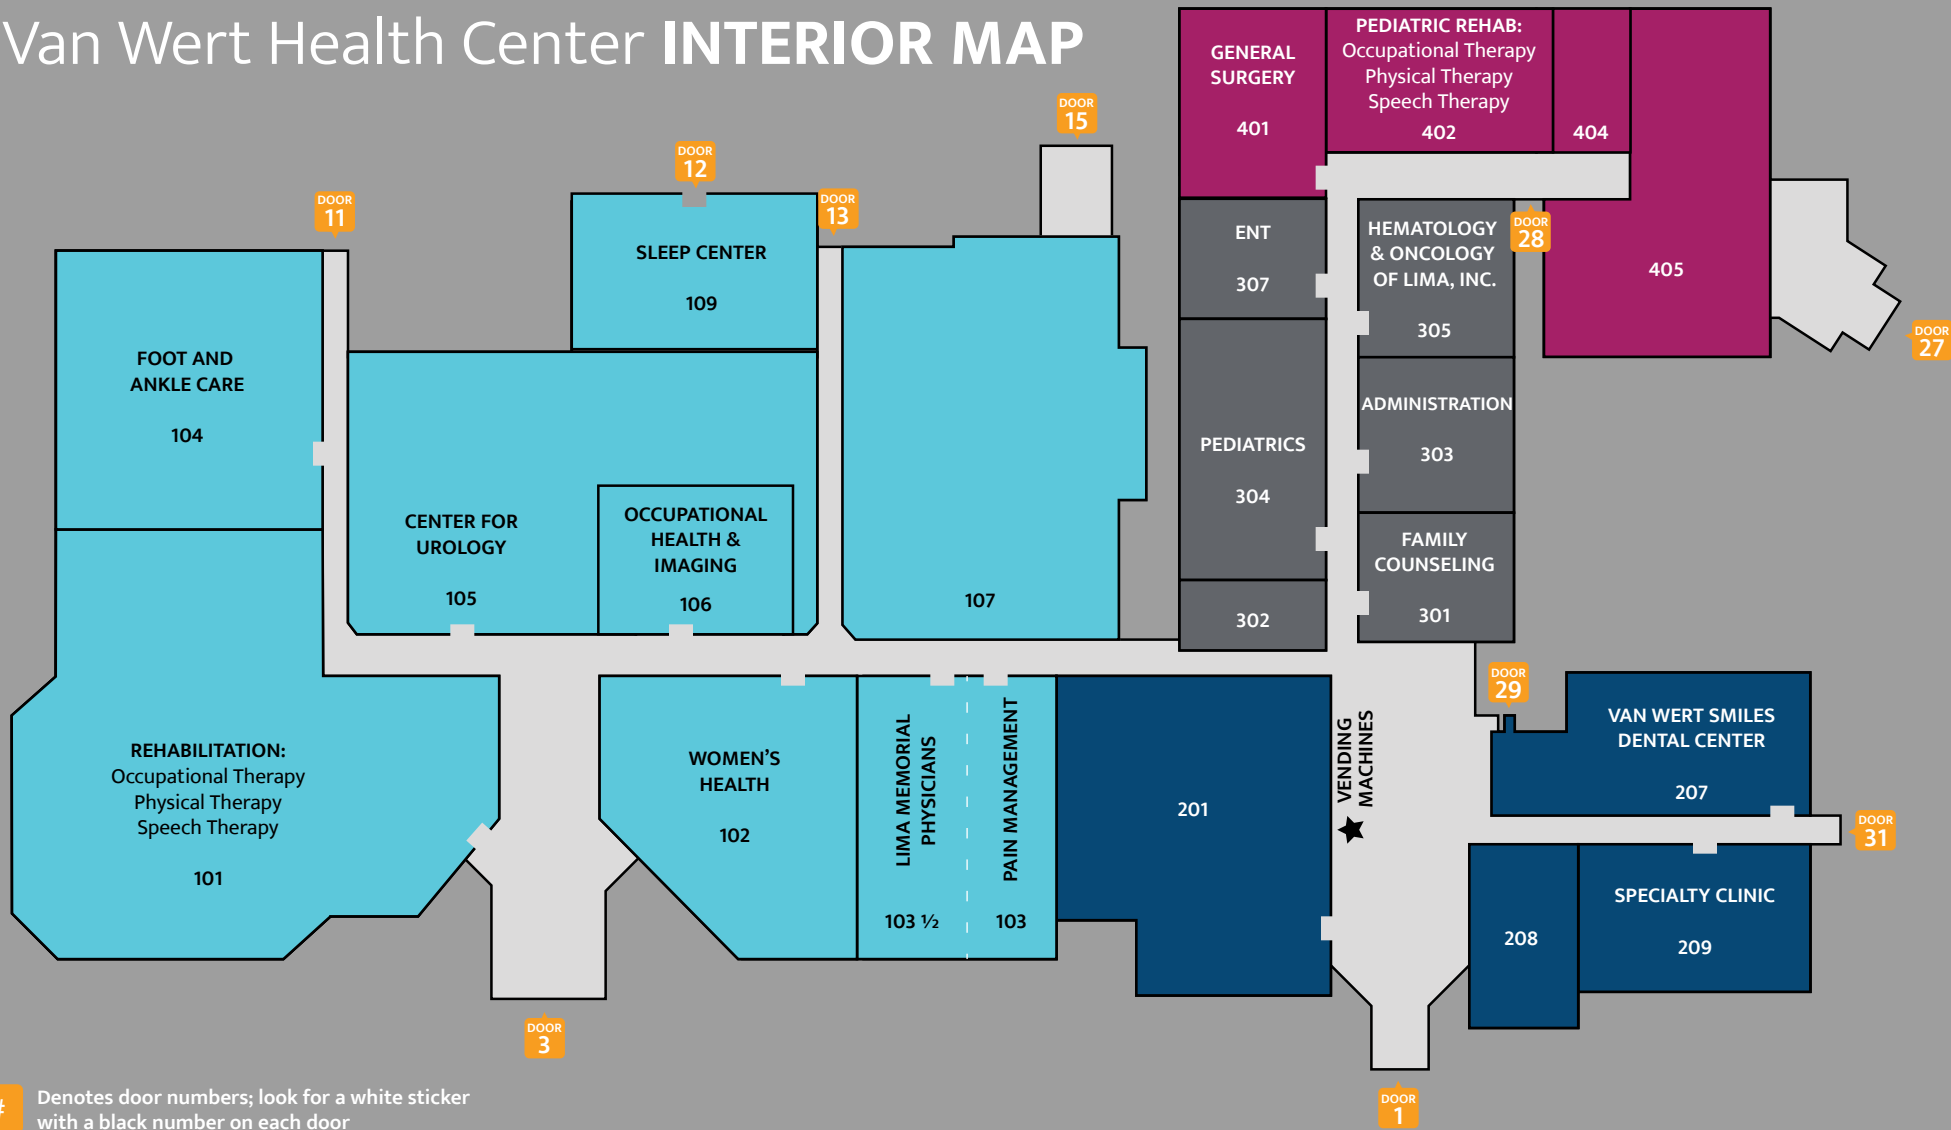 Van Wert Health Center INTERIOR MAP
GENERAL
SURGERY
401
PEDIATRIC REHAB:
Occupational Therapy
Physical Therapy
Speech Therapy
402
404
405
DOOR
15
DOOR
12
DOOR
11
DOOR
13
DOOR
28
DOOR
27
SLEEP CENTER
109
ENT
307
HEMATOLOGY
& ONCOLOGY
OF LIMA, INC.
305
FOOT AND
ANKLE CARE
104
ADMINISTRATION
303
PEDIATRICS
304
CENTER FOR
UROLOGY
105
OCCUPATIONAL
HEALTH &
IMAGING
106
107
FAMILY
COUNSELING
301
302
REHABILITATION:
Occupational Therapy
Physical Therapy
Speech Therapy
101
WOMEN'S
HEALTH
102
LIMA MEMORIAL
PHYSICIANS
103 ½
PAIN MANAGEMENT
103
201
VENDING
MACHINES
DOOR
29
VAN WERT SMILES
DENTAL CENTER
207
DOOR
31
208
SPECIALTY CLINIC
209
DOOR
3
DOOR
1
#
Denotes door numbers; look for a white sticker
with a black number on each door